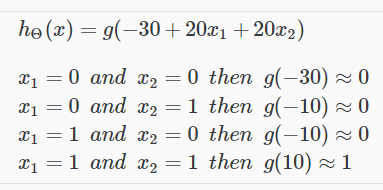 h_Θ(x) = g(−30 + 20x₁ + 20x₂)
x₁ = 0 and x₂ = 0 then g(−30) ≈ 0
x₁ = 0 and x₂ = 1 then g(−10) ≈ 0
x₁ = 1 and x₂ = 0 then g(−10) ≈ 0
x₁ = 1 and x₂ = 1 then g(10) ≈ 1